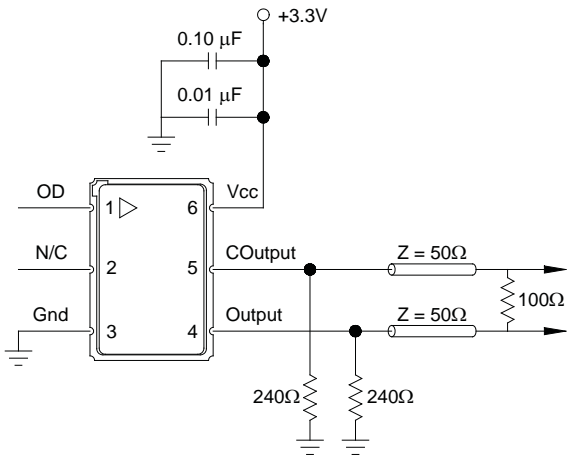 +3.3V
0.10 µF
0.01 µF
OD
Vcc
1
6
N/C
COutput
Z = 50Ω
2
5
100Ω
Gnd
Output
Z = 50Ω
3
4
240Ω
240Ω